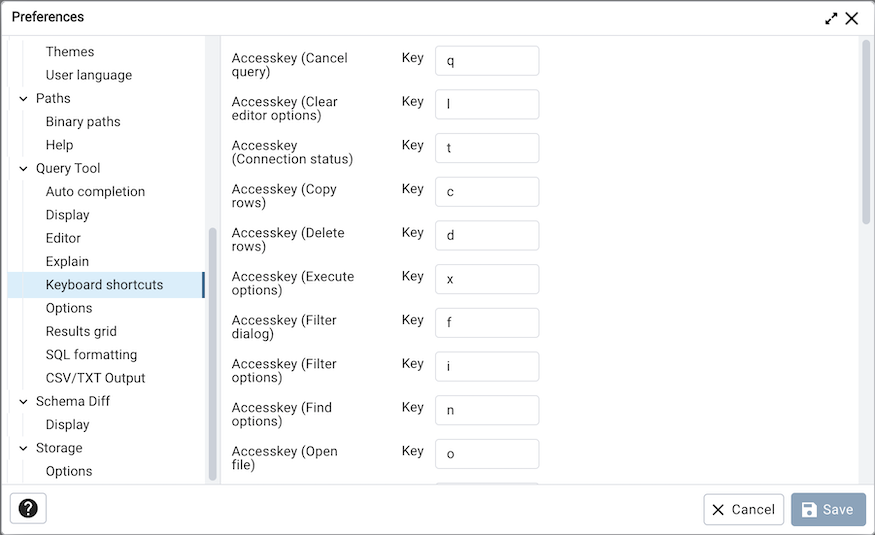 Preferences
Themes
User language
Paths
Binary paths
Help
Query Tool
Auto completion
Display
Editor
Explain
Keyboard shortcuts
Options
Results grid
SQL formatting
CSV/TXT Output
Schema Diff
Display
Storage
Options
Accesskey (Cancel
query)
Key
q
Accesskey (Clear
editor options)
Key
l
Accesskey
(Connection status)
Key
t
Accesskey (Copy
rows)
Key
c
Accesskey (Delete
rows)
Key
d
Accesskey (Execute
options)
Key
x
Accesskey (Filter
dialog)
Key
f
Accesskey (Filter
options)
Key
i
Accesskey (Find
options)
Key
n
Accesskey (Open
file)
Key
o
?
Cancel
Save